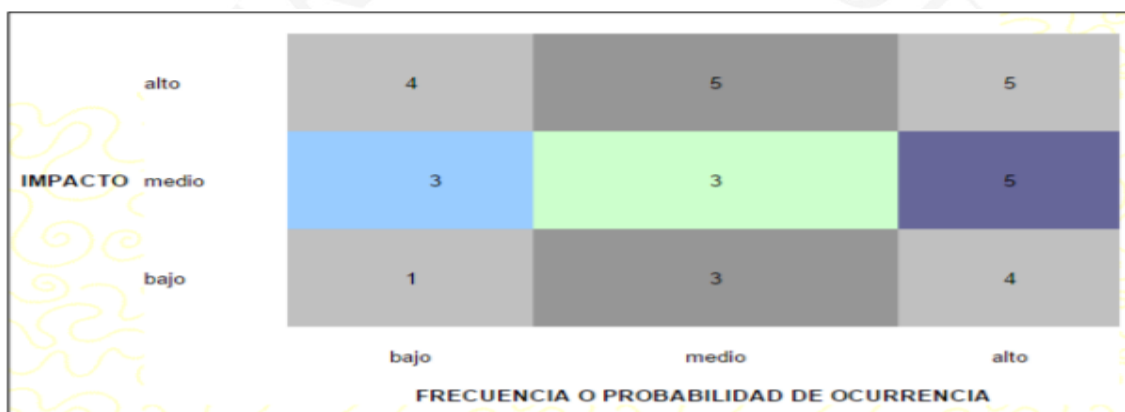 alto 4 5 5
IMPACTO medio 3 3 5
bajo 1 3 4
bajo medio alto
FRECUENCIA O PROBABILIDAD DE OCURRENCIA